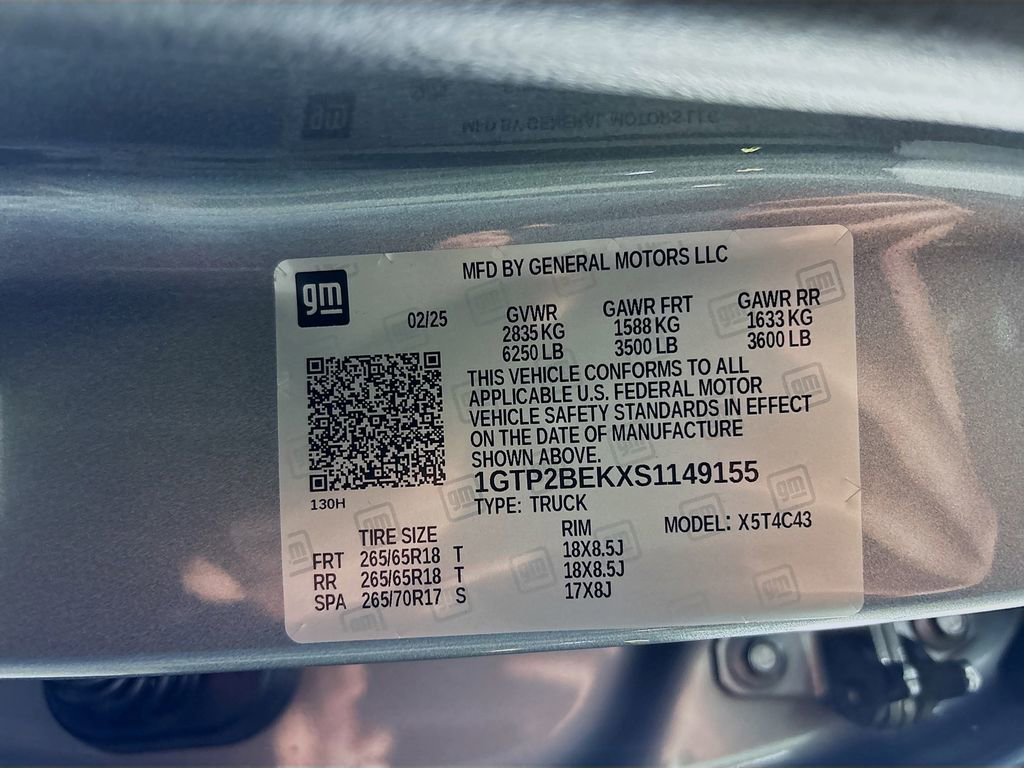 gm
MFD BY GENERAL MOTORS LLC
02/25
GVWR GAWR FRT GAWR RR
2835 KG 1588 KG 1633 KG
6250 LB 3500 LB 3600 LB
THIS VEHICLE CONFORMS TO ALL
APPLICABLE U.S. FEDERAL MOTOR
VEHICLE SAFETY STANDARDS IN EFFECT
ON THE DATE OF MANUFACTURE
SHOWN ABOVE.
1GTP2BEKXS1149155
TYPE: TRUCK
MODEL: X5T4C43
130H
TIRE SIZE RIM
FRT 265/65R18 T 18X8.5J
RR 265/65R18 T 18X8.5J
SPA 265/70R17 S 17X8J